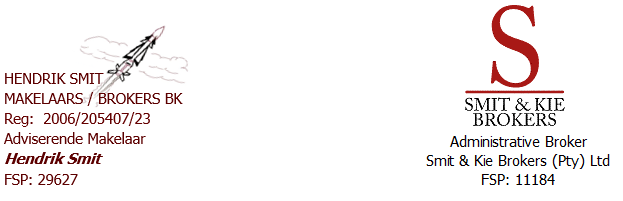 HENDRIK SMIT
MAKELAARS / BROKERS BK
Reg: 2006/205407/23
Adviserende Makelaar
Hendrik Smit
FSP: 29627
S
SMIT & KIE
BROKERS
Administrative Broker
Smit & Kie Brokers (Pty) Ltd
FSP: 11184